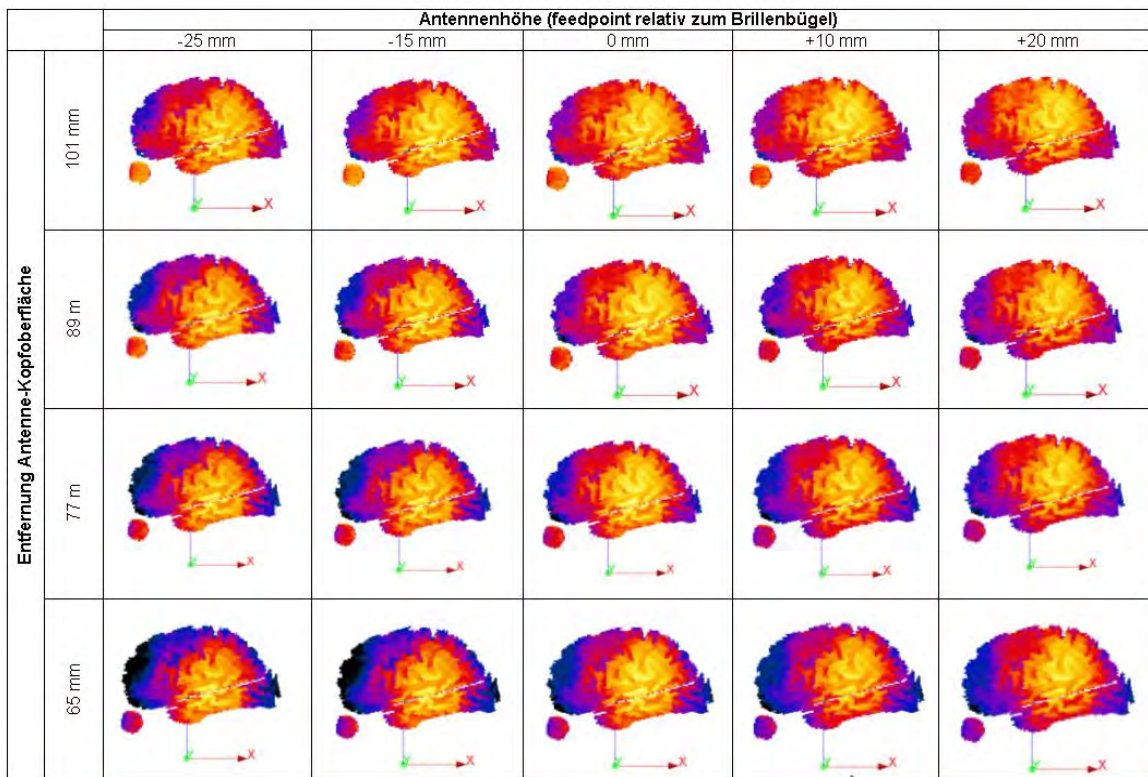 Antennenhöhe (feedpoint relativ zum Brillenbügel)
-25 mm -15 mm 0 mm +10 mm +20 mm
Entfernung Antenne-Kopfoberfläche
101 mm
Y X Y X Y X Y X Y X
89 m
Y X Y X Y X Y X Y X
77 m
Y X Y X Y X Y X Y X
65 mm
Y X Y X Y X Y X Y X